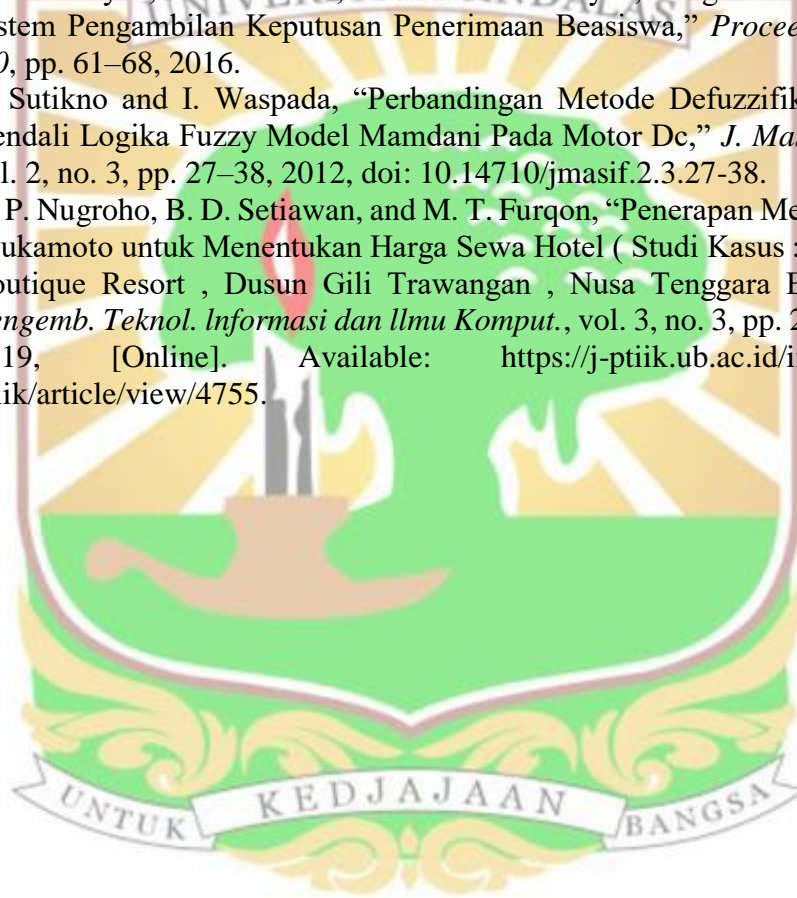 UNIVERSITAS ANDALAS
stem Pengambilan Keputusan Penerimaan Beasiswa,” Procee
, pp. 61–68, 2016.
Sutikno and I. Waspada, “Perbandingan Metode Defuzzifik
endali Logika Fuzzy Model Mamdani Pada Motor Dc,” J. Mas
l. 2, no. 3, pp. 27–38, 2012, doi: 10.14710/jmasif.2.3.27-38.
P. Nugroho, B. D. Setiawan, and M. T. Furqon, “Penerapan Me
ukamoto untuk Menentukan Harga Sewa Hotel ( Studi Kasus :
outique Resort , Dusun Gili Trawangan , Nusa Tenggara B
engemb. Teknol. lnformasi dan llmu Komput., vol. 3, no. 3, pp. 2
19, [Online]. Available: https://j-ptiik.ub.ac.id/i
iik/article/view/4755.
UNTUK KEDJAJAAN BANGSA